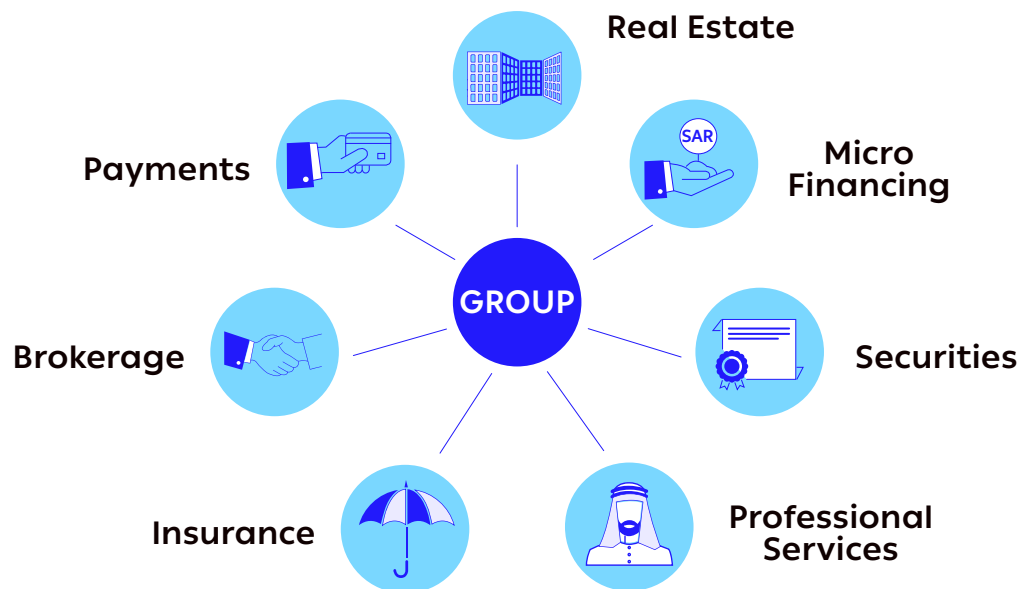 Real Estate
SAR
Micro
Financing
Payments
GROUP
Brokerage
Securities
Insurance
Professional
Services